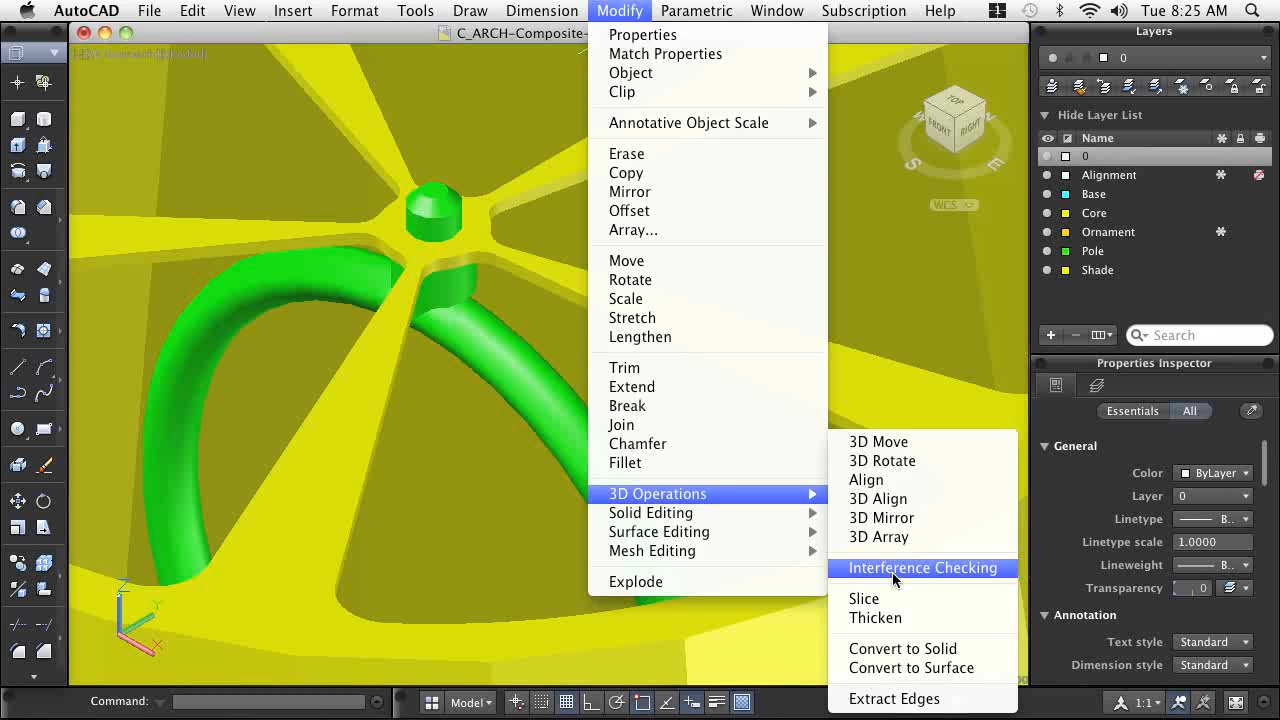 AutoCAD File Edit View Insert Format Tools Draw Dimension Modify Parametric Window Subscription Help 1 Tue 8:25 AM
C_ARCH-Composite-
Properties
Match Properties
Object
Clip
Annotative Object Scale
Erase
Copy
Mirror
Offset
Array...
Move
Rotate
Scale
Stretch
Lengthen
Trim
Extend
Break
Join
Chamfer
Fillet
3D Operations
Solid Editing
Surface Editing
Mesh Editing
Explode
3D Move
3D Rotate
Align
3D Align
3D Mirror
3D Array
Interference Checking
Slice
Thicken
Convert to Solid
Convert to Surface
Extract Edges
TOP
FRONT
RIGHT
S
E
WCS
Z
Y
X
Layers
0
Hide Layer List
Name
0
Alignment
Base
Core
Ornament
Pole
Shade
Search
Properties Inspector
Essentials All
General
Color ByLayer
Layer 0
Linetype B..
Linetype scale 1.0000
Lineweight B..
Transparency 0
Annotation
Text style Standard
Dimension style Standard
Command:
Model
1:1